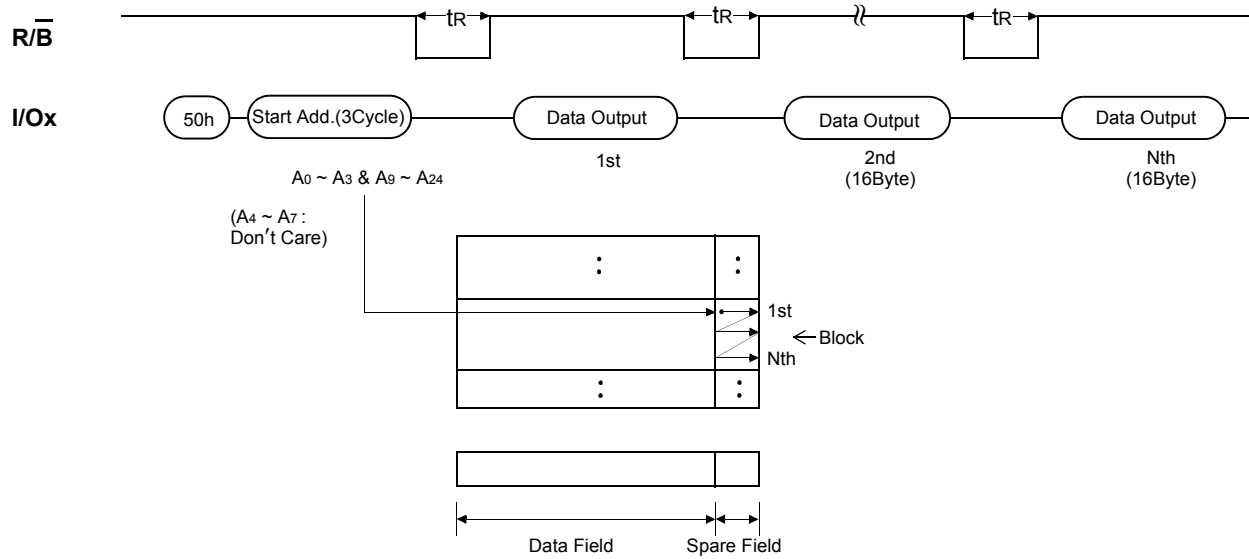 R/B tR tR tR
I/Ox 50h Start Add.(3Cycle) Data Output Data Output Data Output
1st 2nd Nth
(16Byte) (16Byte)
A0 ~ A3 & A9 ~ A24
(A4 ~ A7 :
Don't Care)
1st
Block
Nth
Data Field Spare Field